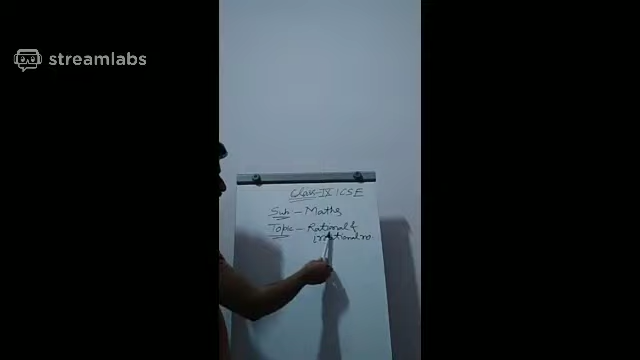 streamlabs
Class-IX ICSE
Sub - Maths
Topic - Rational &
Irrational no.